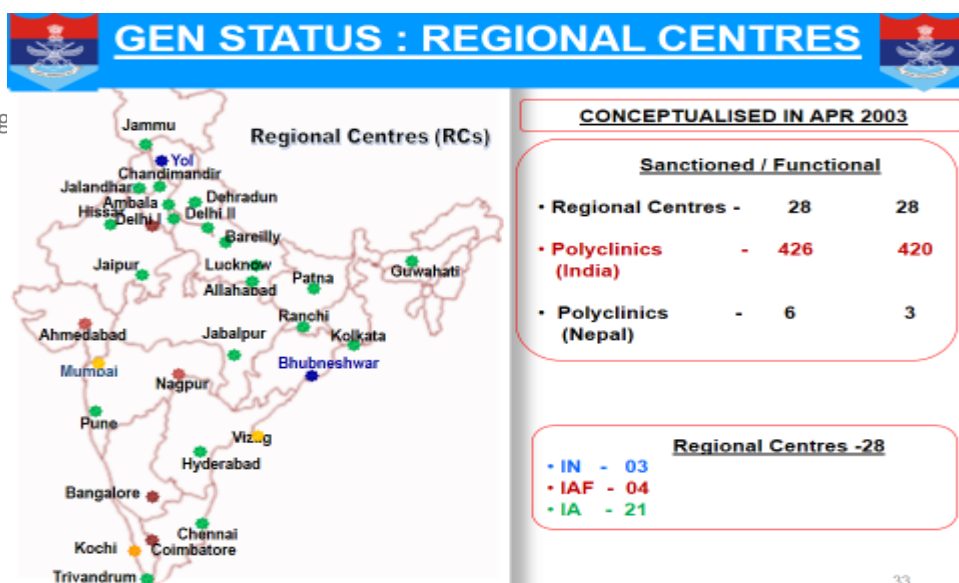 GEN STATUS : REGIONAL CENTRES
Regional Centres (RCs)
Jammu
Yol
Chandimandir
Jalandhar
Ambala
Dehradun
Hissar
Delhi I
Delhi II
Bareilly
Jaipur
Lucknow
Allahabad
Patna
Guwahati
Ranchi
Ahmedabad
Jabalpur
Kolkata
Bhubneshwar
Mumbai
Nagpur
Pune
Vizag
Hyderabad
Bangalore
Chennai
Kochi
Coimbatore
Trivandrum
CONCEPTUALISED IN APR 2003
Sanctioned / Functional
• Regional Centres - 28 28
• Polyclinics - 426 420
(India)
• Polyclinics - 6 3
(Nepal)
Regional Centres -28
• IN - 03
• IAF - 04
• IA - 21
33